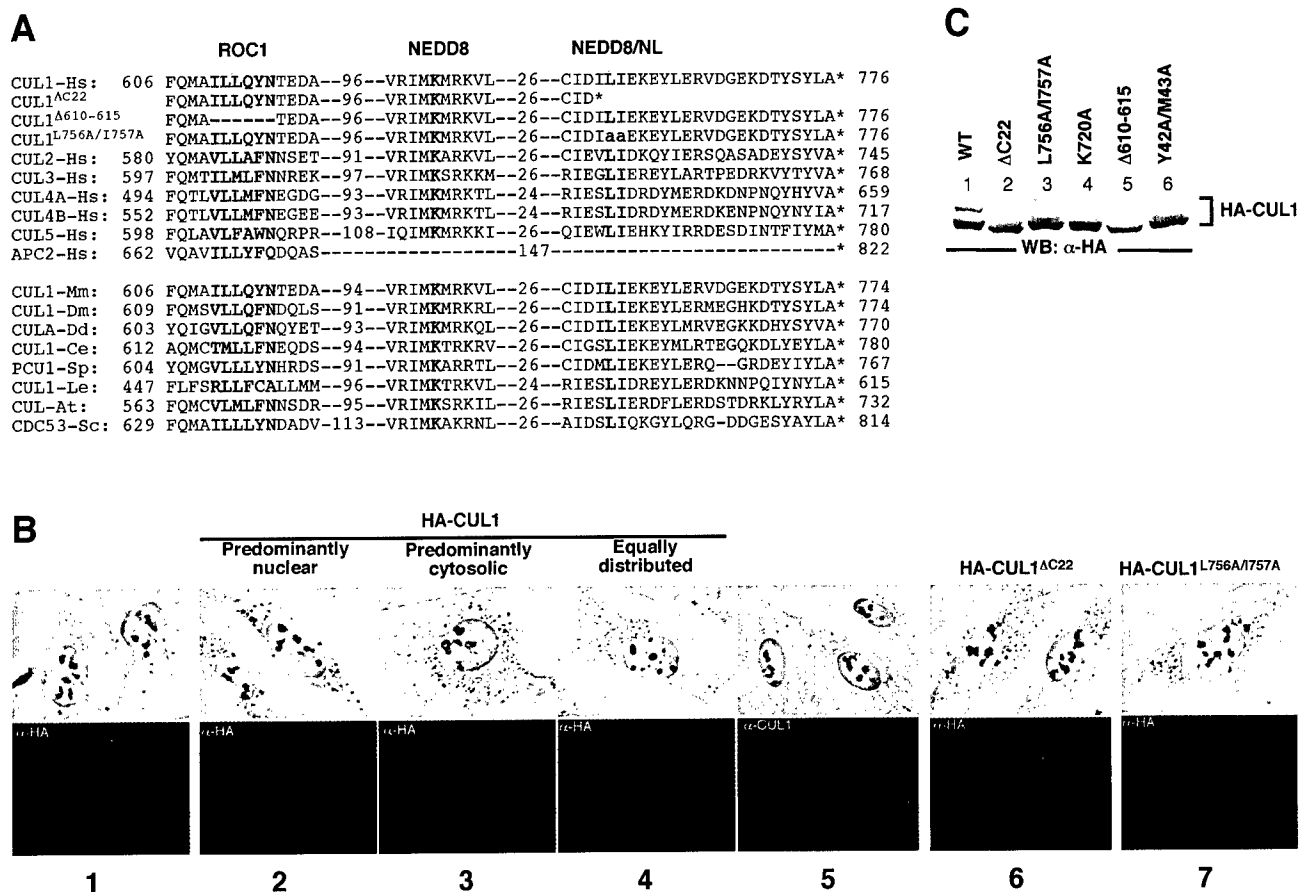 A
ROC1 NEDD8 NEDD8/NL
CUL1-Hs: 606 FQMAILLQYNTEDA--96--VRIMKMRKVL--26--CIDILIEKEYLERVDGEKDTYSYLA* 776
CUL1ΔC22 FQMAILLQYNTEDA--96--VRIMKMRKVL--26--CID*
CUL1Δ610-615 FQMA------TEDA--96--VRIMKMRKVL--26--CIDILIEKEYLERVDGEKDTYSYLA* 776
CUL1L756A/I757A FQMAILLQYNTEDA--96--VRIMKMRKVL--26--CIDIaaEKEYLERVDGEKDTYSYLA* 776
CUL2-Hs: 580 YQMAVLLAFNNSET--91--VRIMKARKVL--26--CIEVLIDKQYIERSQASADEYSYVA* 745
CUL3-Hs: 597 FQMTILMLFNNREK--97--VRIMKSRKKM--26--RIEGLIEREYLARTPEDRKVYTYVA* 768
CUL4A-Hs: 494 FQTLVLLMFNEGDG--93--VRIMKMRKTL--24--RIESLIDRDYMERDKDNPNQYHYVA* 659
CUL4B-Hs: 552 FQTLVLLMFNEGEE--93--VRIMKMRKTL--24--RIESLIDRDYMERDKENPNQYNYIA* 717
CUL5-Hs: 598 FQLAVLFAWNQRPR--108-IQIMKMRKKI--26--QIEWLIEHKYIRRDESDINTFIYMA* 780
APC2-Hs: 662 VQAVILLYFQDQAS------------------147--------------------------* 822
CUL1-Mm: 606 FQMAILLQYNTEDA--94--VRIMKMRKVL--26--CIDILIEKEYLERVDGEKDTYSYLA* 774
CUL1-Dm: 609 FQMSVLLQFNDQLS--91--VRIMKMRKRL--26--CIDILIEKEYLERMEGHKDTYSYLA* 774
CULA-Dd: 603 YQIGVLLQFNQYET--93--VRIMKMRKQL--26--CIDILIEKEYLMRVEGKKDHYSYVA* 770
CUL1-Ce: 612 AQMCTMLLFNEQDS--94--VRIMKTRKRV--26--CIGSLIEKEYMLRTEGQKDLYEYLA* 780
PCU1-Sp: 604 YQMGVLLLYNHRDS--91--VRIMKARRTL--26--CIDMLIEKEYLERQ--GRDEYIYLA* 767
CUL1-Le: 447 FLFSRLLFCALLMM--96--VRIMKTRKVL--24--RIESLIDREYLERDKNNPQIYNYLA* 615
CUL-At: 563 FQMCVLMLFNNSDR--95--VRIMKSRKIL--26--RIESLIERDFLERDSTDRKLYRYLA* 732
CDC53-Sc: 629 FQMAILLLYNDADV-113--VRIMKAKRNL--26--AIDSLIQKGYLQRG-DDGESYAYLA* 814
C
WT ΔC22 L756A/I757A K720A Δ610-615 Y42A/M43A
1 2 3 4 5 6
HA-CUL1
WB: α-HA
B
HA-CUL1
Predominantly nuclear
Predominantly cytosolic
Equally distributed
HA-CUL1ΔC22
HA-CUL1L756A/I757A
α-HA α-HA α-HA α-HA α-CUL1 α-HA α-HA
1 2 3 4 5 6 7